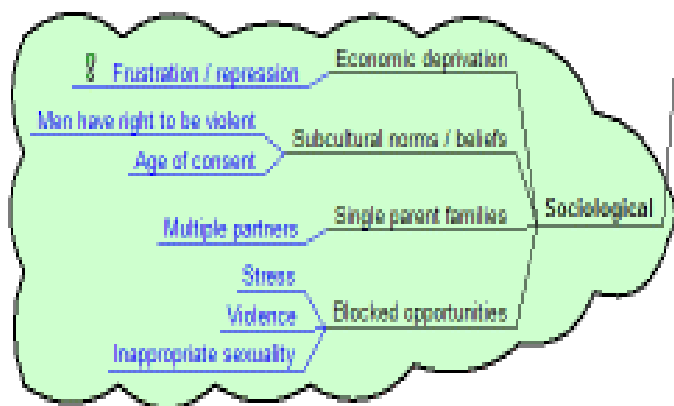 Economic deprivation
Frustration / repression
Men have right to be violent
Subcultural norms / beliefs
Age of consent
Single parent families
Sociological
Multiple partners
Stress
Blocked opportunities
Violence
Inappropriate sexuality